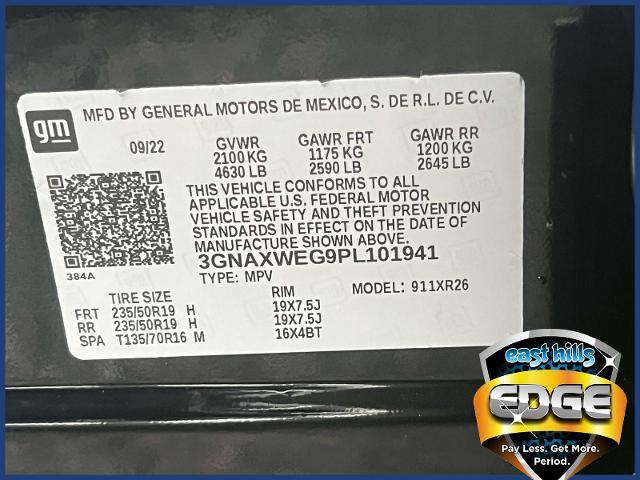 gm
MFD BY GENERAL MOTORS DE MEXICO, S. DE R.L. DE C.V.
09/22 GVWR GAWR FRT GAWR RR
2100 KG 1175 KG 1200 KG
4630 LB 2590 LB 2645 LB
THIS VEHICLE CONFORMS TO ALL
APPLICABLE U.S. FEDERAL MOTOR
VEHICLE SAFETY AND THEFT PREVENTION
STANDARDS IN EFFECT ON THE DATE OF
MANUFACTURE SHOWN ABOVE.
384A
3GNAXWEG9PL101941
TYPE: MPV MODEL: 911XR26
TIRE SIZE RIM
FRT 235/50R19 H 19X7.5J
RR 235/50R19 H 19X7.5J
SPA T135/70R16 M 16X4BT
east hills
EDGE
Pay Less. Get More.
Period.